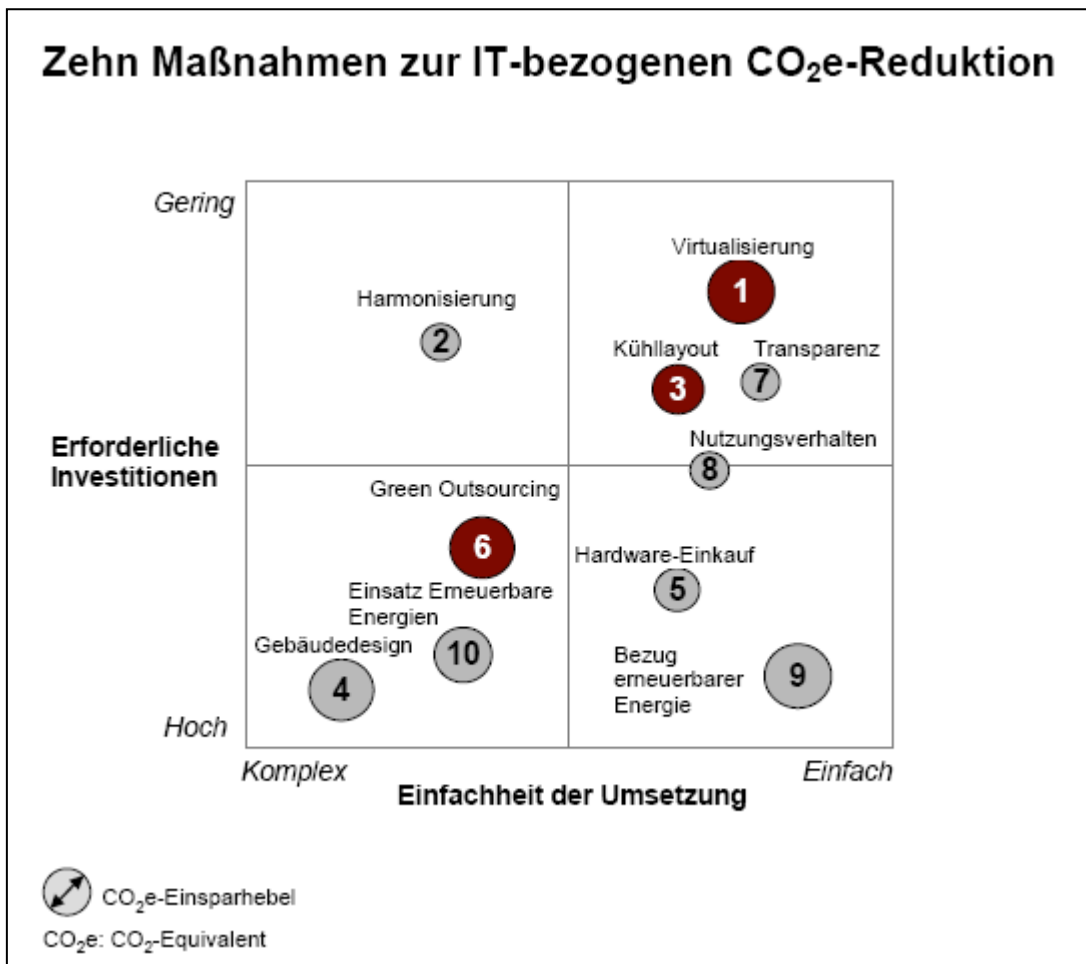 Zehn Maßnahmen zur IT-bezogenen CO₂e-Reduktion
Gering
Virtualisierung
1
Harmonisierung
2
Kühllayout
Transparenz
3
7
Nutzungsverhalten
8
Erforderliche
Investitionen
Green Outsourcing
6
Hardware-Einkauf
5
Einsatz Erneuerbare
Energien
10
Gebäudedesign
4
Bezug
erneuerbarer
Energie
9
Hoch
Komplex
Einfach
Einfachheit der Umsetzung
CO₂e-Einsparhebel
CO₂e: CO₂-Equivalent